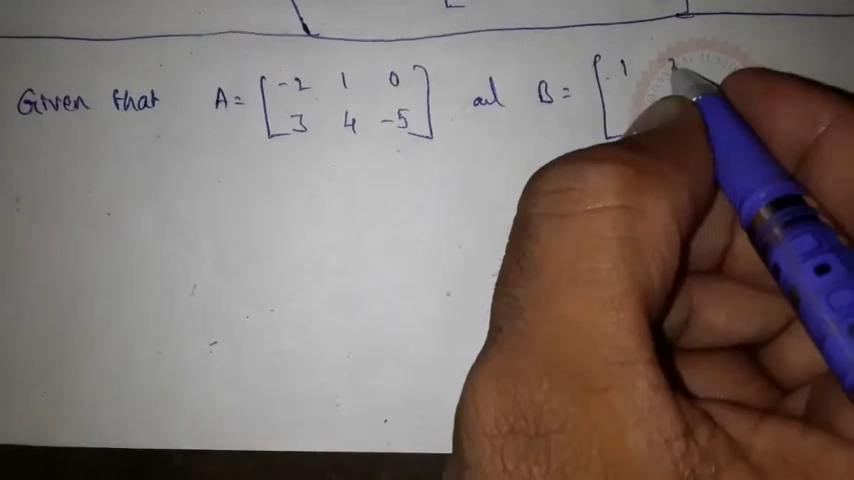 Given that A = [ -2 1 0 and B = [ 1
3 4 -5 ]